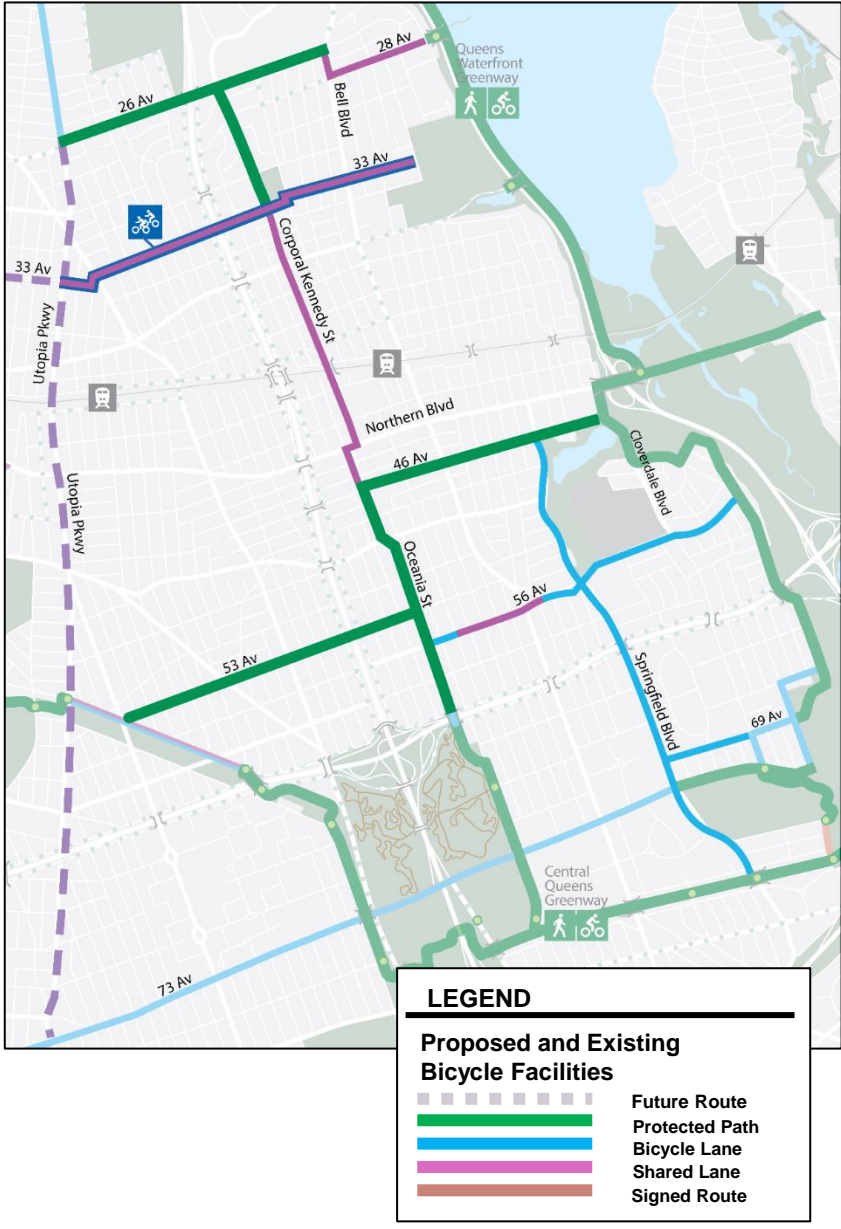 28 Av
Queens
Waterfront
Greenway
26 Av
Bell Blvd
33 Av
33 Av
Corporal Kennedy St
Utopia Pkwy
Northern Blvd
46 Av
Cloverdale Blvd
Utopia Pkwy
Oceania St
56 Av
53 Av
Springfield Blvd
69 Av
Central
Queens
Greenway
73 Av
LEGEND
Proposed and Existing
Bicycle Facilities
Future Route
Protected Path
Bicycle Lane
Shared Lane
Signed Route